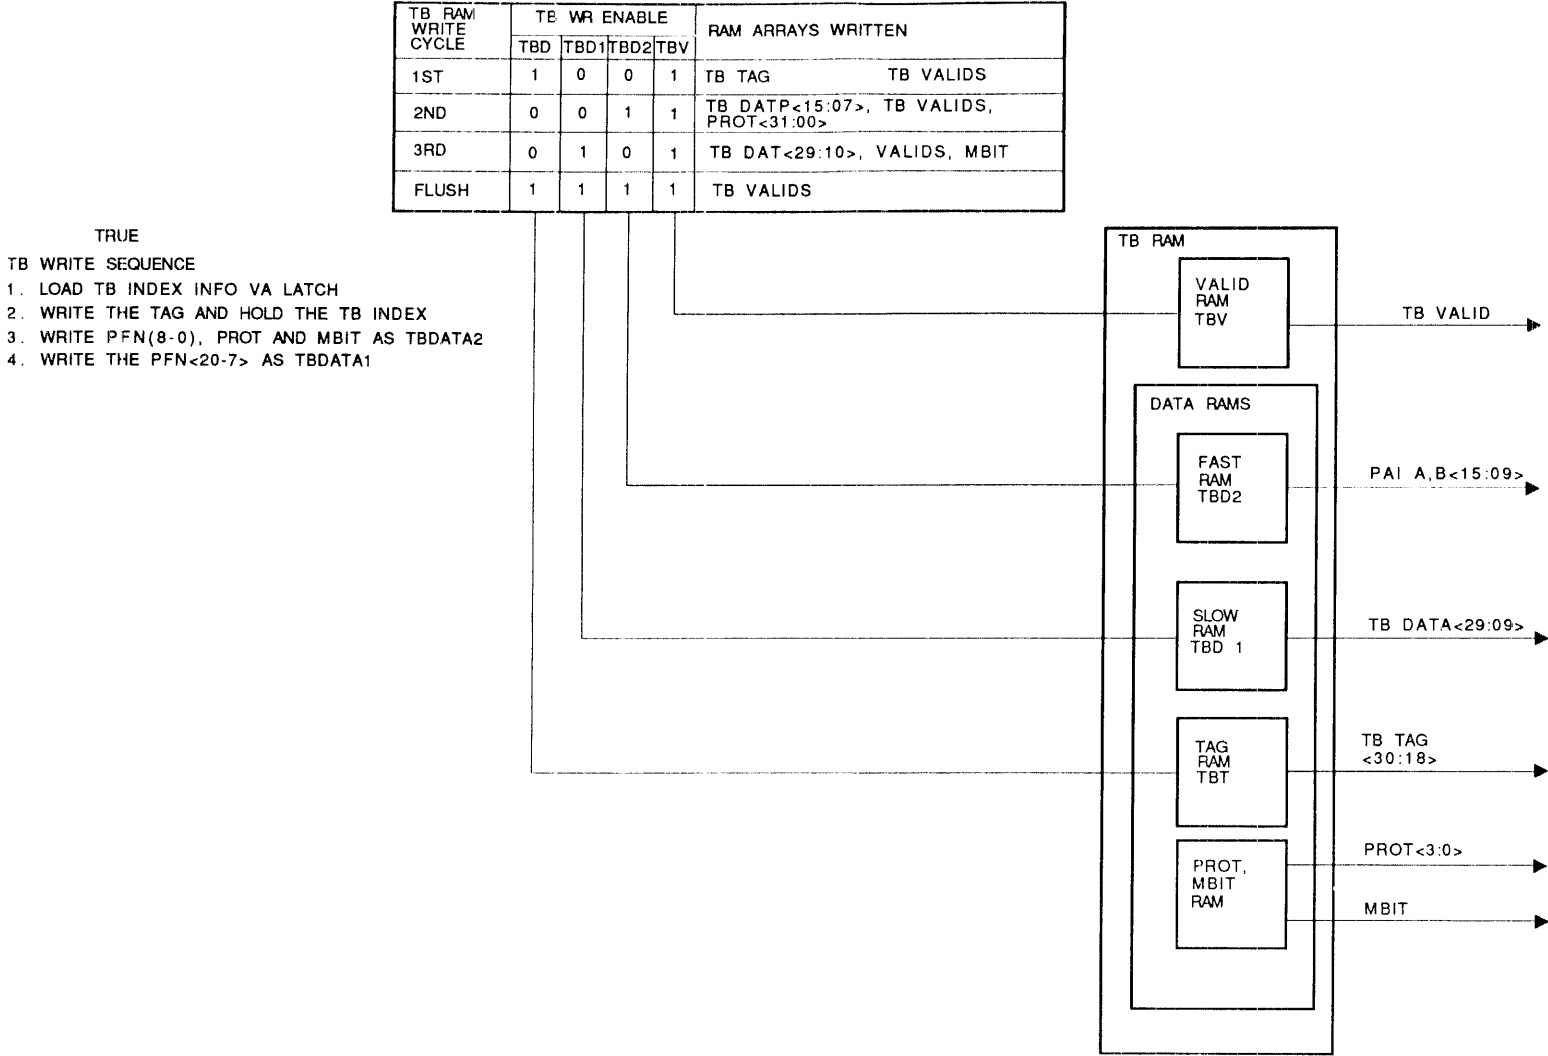 TB RAM WRITE CYCLE
TB WR ENABLE
RAM ARRAYS WRITTEN
TBD TBD1 TBD2 TBV
1ST 1 0 0 1 TB TAG TB VALIDS
2ND 0 0 1 1 TB DATP<15:07>, TB VALIDS,
PROT<31:00>
3RD 0 1 0 1 TB DAT<29:10>, VALIDS, MBIT
FLUSH 1 1 1 1 TB VALIDS
TRUE
TB WRITE SEQUENCE
1. LOAD TB INDEX INFO VA LATCH
2. WRITE THE TAG AND HOLD THE TB INDEX
3. WRITE PFN(8-0), PROT AND MBIT AS TBDATA2
4. WRITE THE PFN<20-7> AS TBDATA1
TB RAM
VALID
RAM
TBV
TB VALID
DATA RAMS
FAST
RAM
TBD2
PAI A,B<15:09>
SLOW
RAM
TBD 1
TB DATA<29:09>
TAG
RAM
TBT
TB TAG
<30:18>
PROT,
MBIT
RAM
PROT<3:0>
MBIT